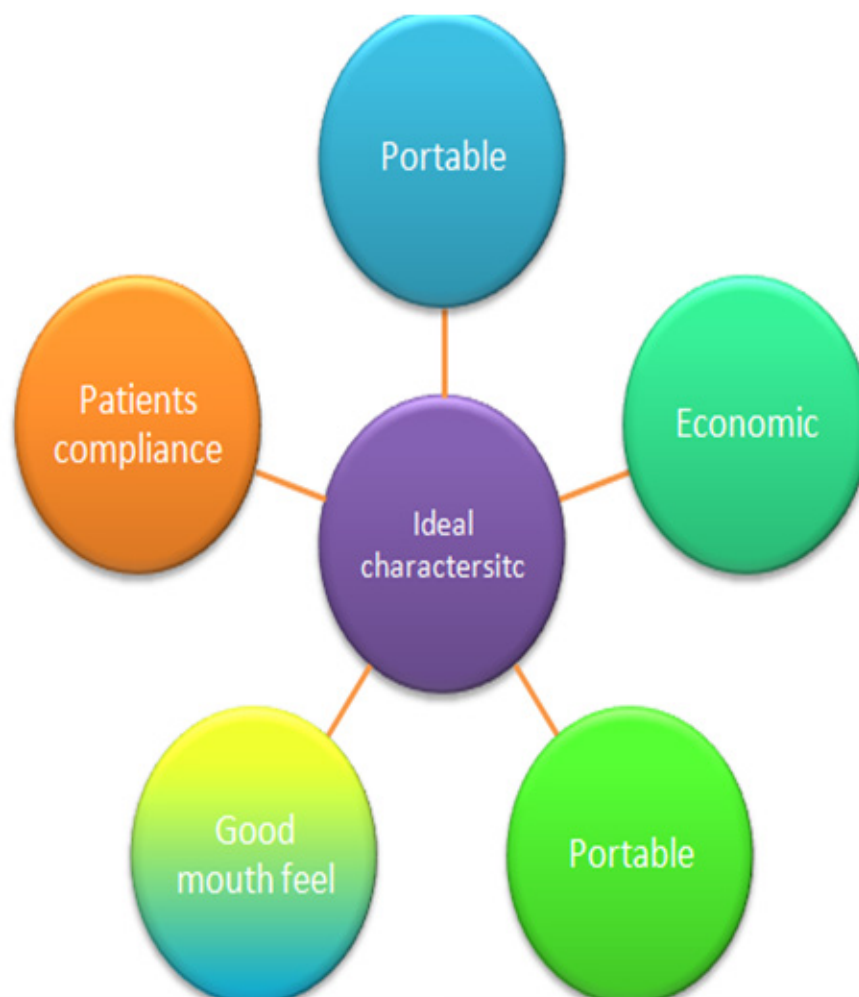 Portable
Patients
compliance
Economic
Ideal
charactersitc
Good
mouth feel
Portable